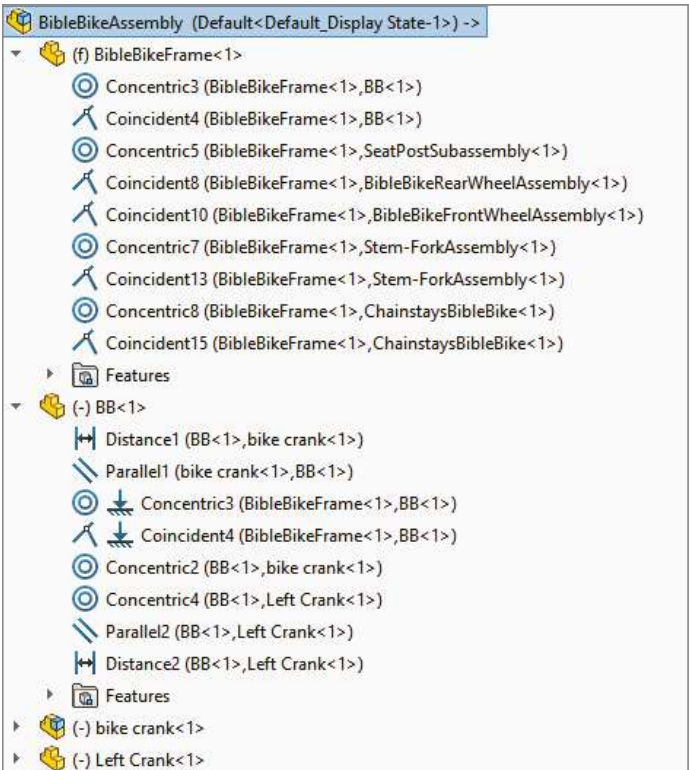 BibleBikeAssembly (Default<Default_Display State-1>) ->
(f) BibleBikeFrame<1>
Concentric3 (BibleBikeFrame<1>,BB<1>)
Coincident4 (BibleBikeFrame<1>,BB<1>)
Concentric5 (BibleBikeFrame<1>,SeatPostSubassembly<1>)
Coincident8 (BibleBikeFrame<1>,BibleBikeRearWheelAssembly<1>)
Coincident10 (BibleBikeFrame<1>,BibleBikeFrontWheelAssembly<1>)
Concentric7 (BibleBikeFrame<1>,Stem-ForkAssembly<1>)
Coincident13 (BibleBikeFrame<1>,Stem-ForkAssembly<1>)
Concentric8 (BibleBikeFrame<1>,ChainstaysBibleBike<1>)
Coincident15 (BibleBikeFrame<1>,ChainstaysBibleBike<1>)
Features
(-) BB<1>
Distance1 (BB<1>,bike crank<1>)
Parallel1 (bike crank<1>,BB<1>)
Concentric3 (BibleBikeFrame<1>,BB<1>)
Coincident4 (BibleBikeFrame<1>,BB<1>)
Concentric2 (BB<1>,bike crank<1>)
Concentric4 (BB<1>,Left Crank<1>)
Parallel2 (BB<1>,Left Crank<1>)
Distance2 (BB<1>,Left Crank<1>)
Features
(-) bike crank<1>
(-) Left Crank<1>